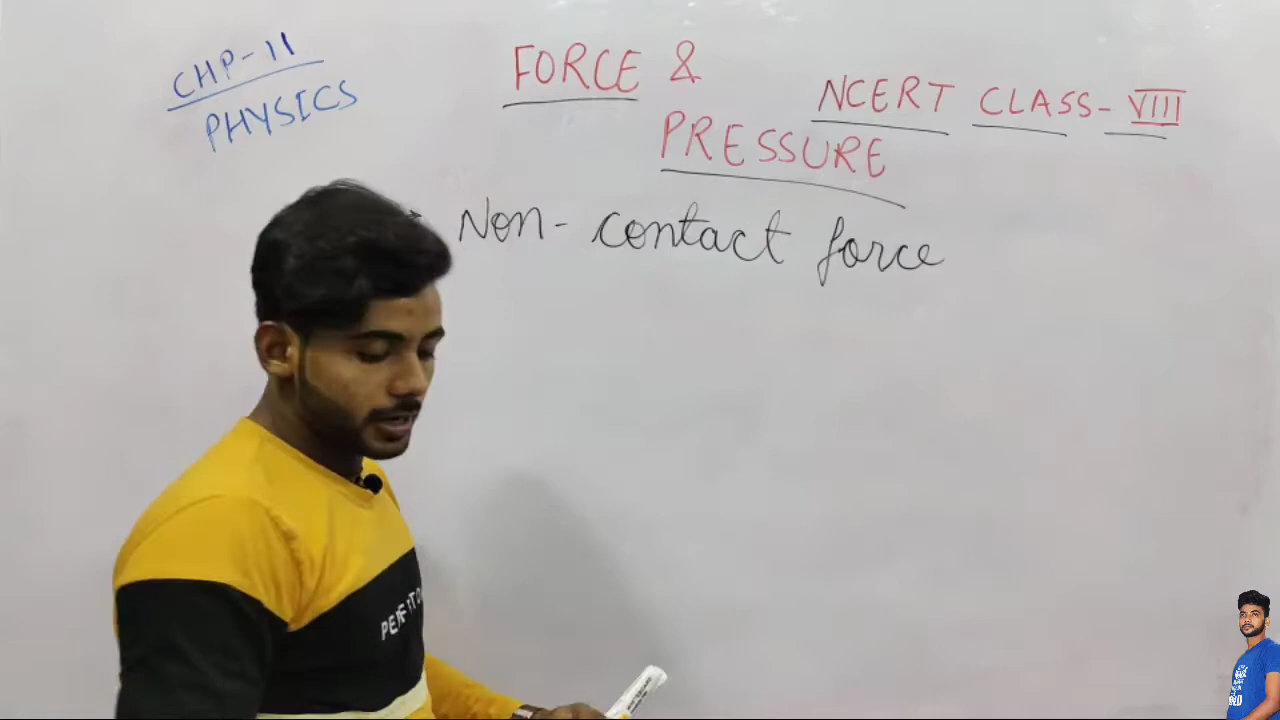 CHP-11
PHYSICS
FORCE &
PRESSURE
NCERT CLASS-VIII
Non-contact force